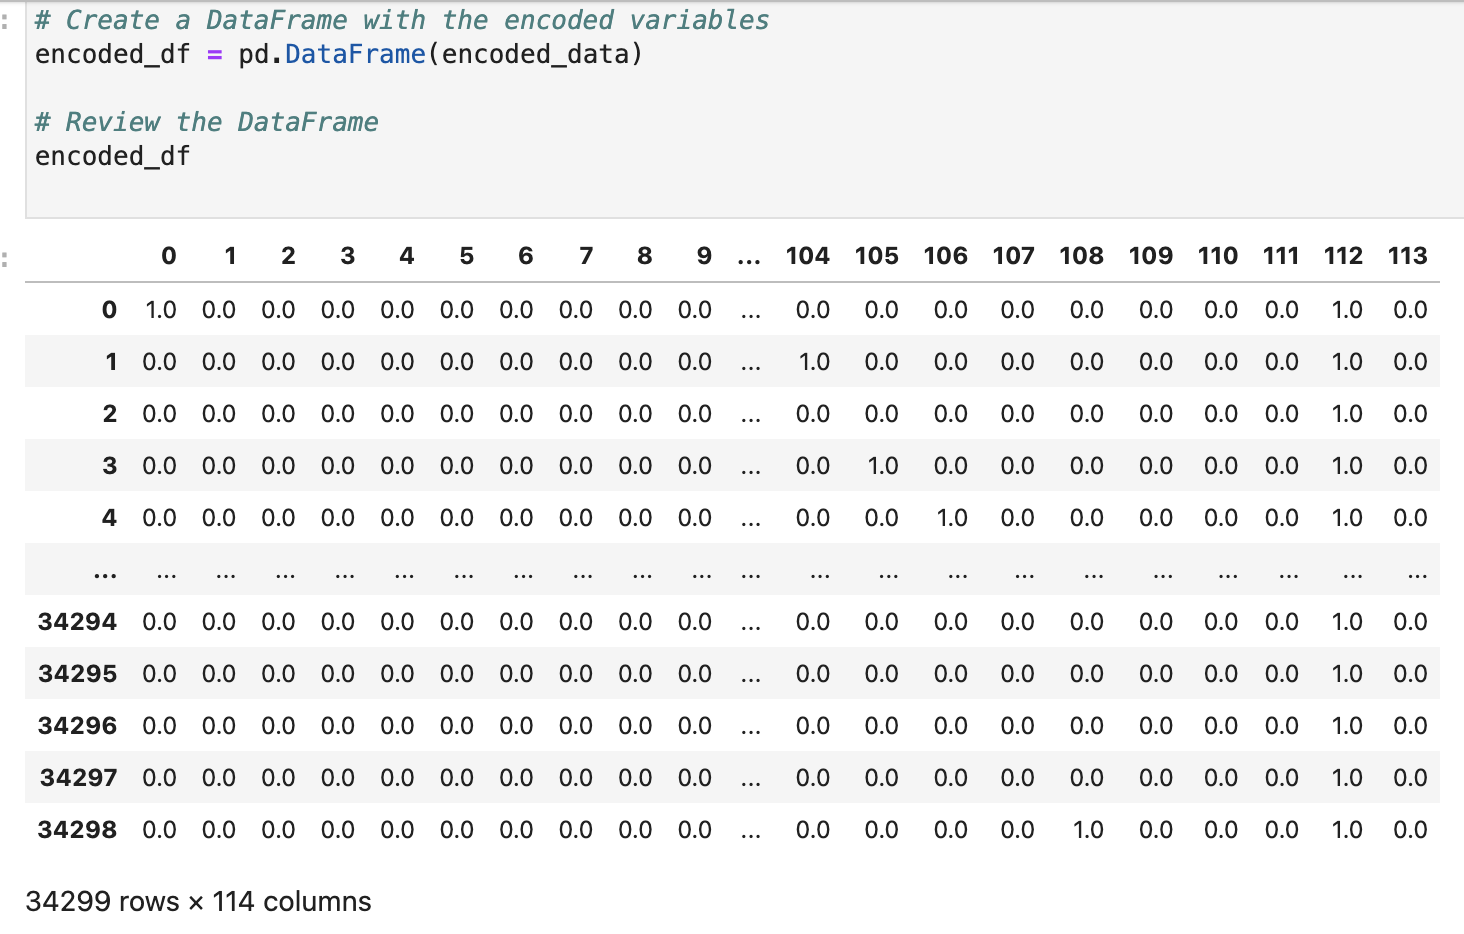 # Create a DataFrame with the encoded variables
encoded_df = pd.DataFrame(encoded_data)
# Review the DataFrame
encoded_df
0 1 2 3 4 5 6 7 8 9 ... 104 105 106 107 108 109 110 111 112 113
0 1.0 0.0 0.0 0.0 0.0 0.0 0.0 0.0 0.0 0.0 ... 0.0 0.0 0.0 0.0 0.0 0.0 0.0 0.0 1.0 0.0
1 0.0 0.0 0.0 0.0 0.0 0.0 0.0 0.0 0.0 0.0 ... 1.0 0.0 0.0 0.0 0.0 0.0 0.0 0.0 1.0 0.0
2 0.0 0.0 0.0 0.0 0.0 0.0 0.0 0.0 0.0 0.0 ... 0.0 0.0 0.0 0.0 0.0 0.0 0.0 0.0 1.0 0.0
3 0.0 0.0 0.0 0.0 0.0 0.0 0.0 0.0 0.0 0.0 ... 0.0 1.0 0.0 0.0 0.0 0.0 0.0 0.0 1.0 0.0
4 0.0 0.0 0.0 0.0 0.0 0.0 0.0 0.0 0.0 0.0 ... 0.0 0.0 1.0 0.0 0.0 0.0 0.0 0.0 1.0 0.0
... ... ... ... ... ... ... ... ... ... ... ... ... ... ... ... ... ... ... ... ... ...
34294 0.0 0.0 0.0 0.0 0.0 0.0 0.0 0.0 0.0 0.0 ... 0.0 0.0 0.0 0.0 0.0 0.0 0.0 0.0 1.0 0.0
34295 0.0 0.0 0.0 0.0 0.0 0.0 0.0 0.0 0.0 0.0 ... 0.0 0.0 0.0 0.0 0.0 0.0 0.0 0.0 1.0 0.0
34296 0.0 0.0 0.0 0.0 0.0 0.0 0.0 0.0 0.0 0.0 ... 0.0 0.0 0.0 0.0 0.0 0.0 0.0 0.0 1.0 0.0
34297 0.0 0.0 0.0 0.0 0.0 0.0 0.0 0.0 0.0 0.0 ... 0.0 0.0 0.0 0.0 0.0 0.0 0.0 0.0 1.0 0.0
34298 0.0 0.0 0.0 0.0 0.0 0.0 0.0 0.0 0.0 0.0 ... 0.0 0.0 0.0 0.0 1.0 0.0 0.0 0.0 1.0 0.0
34299 rows × 114 columns